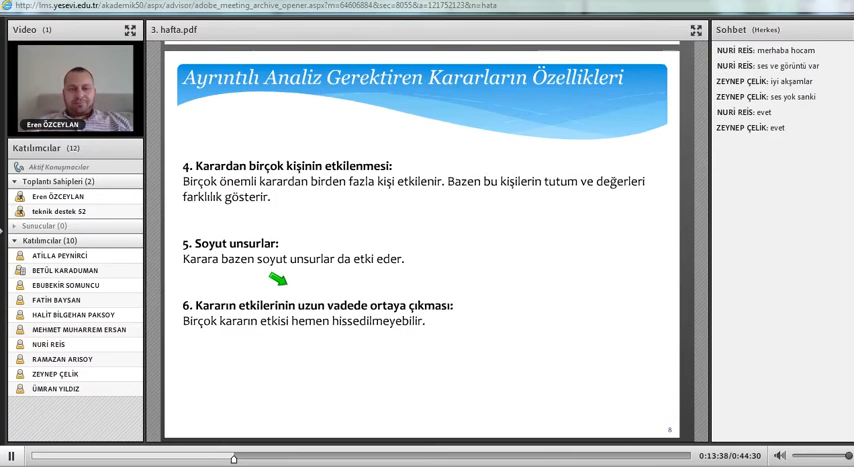 http://lms.yesevi.edu.tr/akademik50/aspx/advisor/adobe_meeting_archive_opener.aspx?m=64606884&sec=8055&a=121752123&n=hata
Video (1)
Eren ÖZCEYLAN
Katılımcılar (12)
Aktif Konuşmacılar
Toplantı Sahipleri (2)
Eren ÖZCEYLAN
teknik destek 52
Sunucular (0)
Katılımcılar (10)
ATİLLA PEYNİRCİ
BETÜL KARADUMAN
EBUBEKİR SOMUNCU
FATİH BAYSAN
HALİT BİLGEHAN PAKSOY
MEHMET MUHARREM ERSAN
NURİ REİS
RAMAZAN ARISOY
ZEYNEP ÇELİK
ÜMRAN YILDIZ
3. hafta.pdf
Ayrıntılı Analiz Gerektiren Kararların Özellikleri
4. Karardan birçok kişinin etkilenmesi:
Birçok önemli karardan birden fazla kişi etkilenir. Bazen bu kişilerin tutum ve değerleri
farklılık gösterir.
5. Soyut unsurlar:
Karara bazen soyut unsurlar da etki eder.
6. Kararın etkilerinin uzun vadede ortaya çıkması:
Birçok kararın etkisi hemen hissedilmeyebilir.
8
Sohbet (Herkes)
NURİ REİS: merhaba hocam
NURİ REİS: ses ve görüntü var
ZEYNEP ÇELİK: iyi akşamlar
ZEYNEP ÇELİK: ses yok sanki
NURİ REİS: evet
ZEYNEP ÇELİK: evet
0:13:38/0:44:30